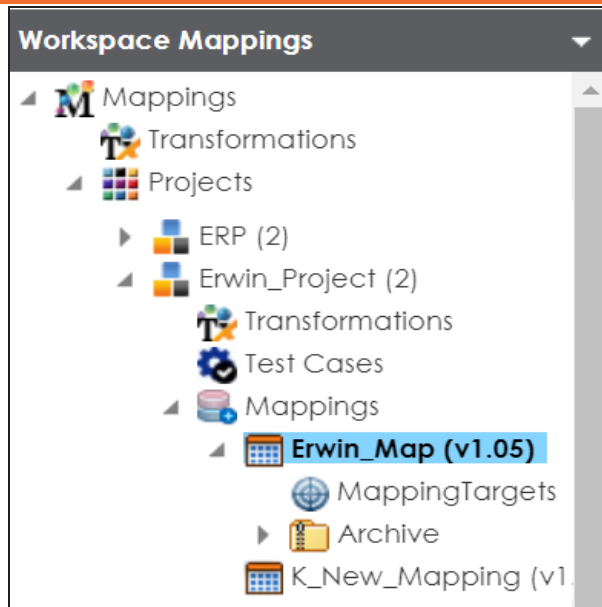 Workspace Mappings
Mappings
Transformations
Projects
ERP (2)
Erwin_Project (2)
Transformations
Test Cases
Mappings
Erwin_Map (v1.05)
MappingTargets
Archive
K_New_Mapping (v1.